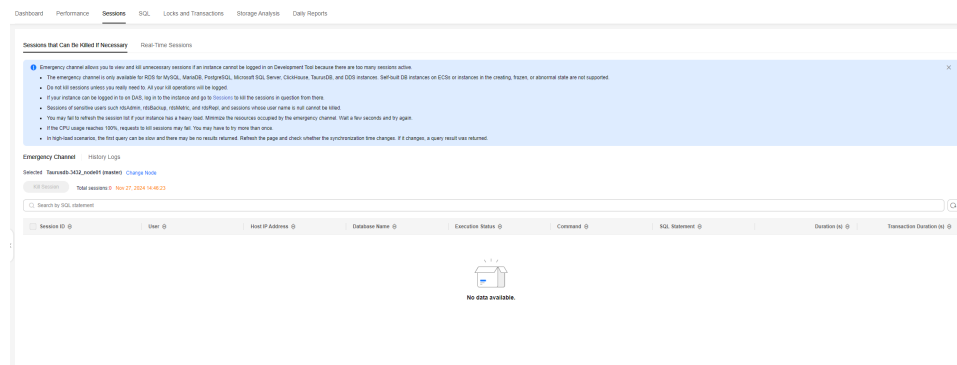 Dashboard Performance Sessions SQL Locks and Transactions Storage Analysis Daily Reports
Sessions that Can Be Killed If Necessary Real-Time Sessions
Emergency channel allows you to view and kill unnecessary sessions if an instance cannot be logged in on Development Tool because there are too many sessions active.
• The emergency channel is only available for RDS for MySQL, MariaDB, PostgreSQL, Microsoft SQL Server, ClickHouse, TaurusDB, and DDS instances. Self-built DB instances on ECSs or instances in the creating, frozen, or abnormal state are not supported.
• Do not kill sessions unless you really need to. All your kill operations will be logged.
• If your instance can be logged in to on DAS, log in to the instance and go to Sessions to kill the sessions in question from there.
• Sessions of sensitive users such rdsAdmin, rdsBackup, rdsMetric, and rdsRepl, and sessions whose user name is null cannot be killed.
• You may fail to refresh the session list if your instance has a heavy load. Minimize the resources occupied by the emergency channel. Wait a few seconds and try again.
• If the CPU usage reaches 100%, requests to kill sessions may fail. You may have to try more than once.
• In high-load scenarios, the first query can be slow and there may be no results returned. Refresh the page and check whether the synchronization time changes. If it changes, a query result was returned.
Emergency Channel History Logs
Selected Taurusdb-3432_node01 (master) Change Node
Kill Session Total sessions:0 Nov 27, 2024 14:46:23
Search by SQL statement
Session ID User Host IP Address Database Name Execution Status Command SQL Statement Duration (s) Transaction Duration (s)
No data available.